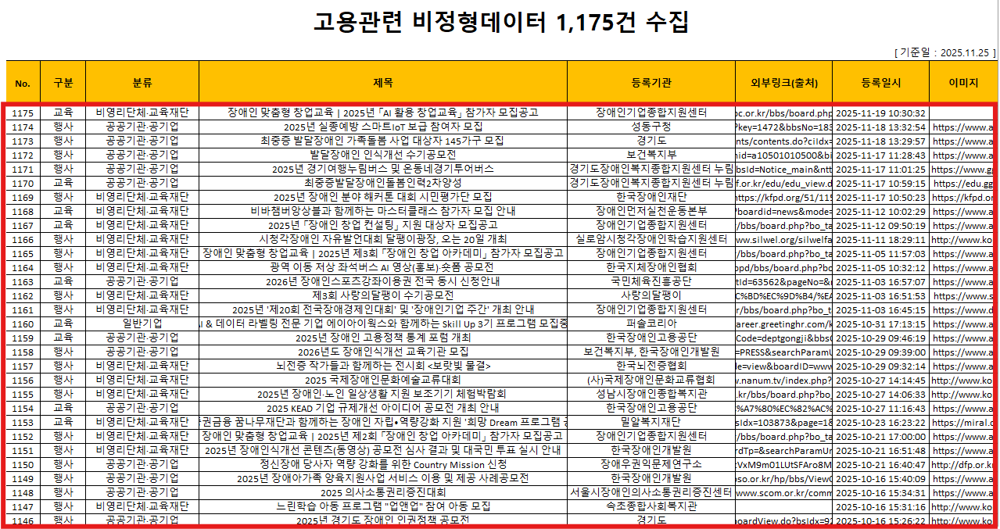 고용관련 비정형데이터 1,175건 수집
[ 기준일 : 2025.11.25 ]
No. 구분 분류 제목 등록기관 외부링크(출처) 등록일시 이미지
1175 교육 비영리단체·교육재단 장애인 맞춤형 창업교육 | 2025년 「AI 활용 창업교육」 참가자 모집공고 장애인기업종합지원센터 oc.or.kr/bbs/board.php 2025-11-19 10:30:32
1174 행사 공공기관·공기업 2025년 실종예방 스마트IoT 보급 참여자 모집 성동구청 ?key=1472&bbsNo=183 2025-11-18 13:32:54 https://www.a
1173 행사 공공기관·공기업 최중증 발달장애인 가족돌봄 사업 대상자 145가구 모집 경기도 nts/contents.do?ciIdx= 2025-11-18 13:29:57 https://www.a
1172 행사 공공기관·공기업 발달장애인 인식개선 수기공모전 보건복지부 nid=a10501010500&bi 2025-11-17 11:28:43 https://www.a
1171 행사 공공기관·공기업 2025년 경기여행누림버스 및 온동네경기투어버스 경기도장애인복지종합지원센터 누림 bsId=Notice_main&ntt 2025-11-17 11:01:25 https://www.gg
1170 교육 공공기관·공기업 최중증발달장애인돌봄인력2차양성 경기도장애인복지종합지원센터 누림 f.or.kr/edu/edu_view.d 2025-11-17 10:59:15 https://edu.gg
1169 행사 비영리단체·교육재단 2025년 장애인 분야 해커톤 대회 시민평가단 모집 한국장애인재단 https://kfpd.org/51/115 2025-11-17 10:50:23 https://kfpd.or
1168 교육 비영리단체·교육재단 비바챔버앙상블과 함께하는 마스터클래스 참가자 모집 안내 장애인먼저실천운동본부 ?boardid=news&mode= 2025-11-12 10:02:29 https://www.a
1167 교육 비영리단체·교육재단 2025년 「장애인 창업 컨설팅」 지원 대상자 모집공고 장애인기업종합지원센터 /bbs/board.php?bo_ta 2025-11-12 09:50:19 https://www.a
1166 행사 비영리단체·교육재단 시청각장애인 자유발언대회 달팽이광장, 오는 20일 개최 실로암시청각장애인학습지원센터 ww.silwel.org/silwelfa 2025-11-11 18:29:11 http://www.ko
1165 행사 비영리단체·교육재단 장애인 맞춤형 창업교육 | 2025년 제3회 「장애인 창업 아카데미」 참가자 모집공고 장애인기업종합지원센터 /bbs/board.php?bo_ta 2025-11-05 11:57:03 https://www.a
1164 행사 비영리단체·교육재단 광역 이동 저상 좌석버스 AI 영상(홍보)·숏폼 공모전 한국지체장애인협회 opd/bbs/board.php?bo 2025-11-05 10:32:12 http://www.ko
1163 교육 공공기관·공기업 2026년 장애인스포츠강좌이용권 전국 동시 신청안내 국민체육진흥공단 tId=63562&pageNo=& 2025-11-03 16:57:07 https://www.a
1162 행사 비영리단체·교육재단 제3회 사랑의달팽이 수기공모전 사랑의달팽이 C%BD%EC%9D%B4/%EA 2025-11-03 16:51:53 https://www.s
1161 행사 비영리단체·교육재단 2025년 '제20회 전국장애경제인대회' 및 '장애인기업 주간' 개최 안내 장애인기업종합지원센터 r/bbs/board.php?bo_t 2025-11-03 16:45:15 https://www.d
1160 교육 일반기업 AI & 데이터 라벨링 전문 기업 에이아이웍스와 함께하는 Skill Up 3기 프로그램 모집중 퍼솔코리아 areer.greetinghr.com/k 2025-10-31 17:13:15 https://www.a
1159 교육 공공기관·공기업 2025년 장애인 고용정책 통계 포럼 개최 한국장애인고용공단 Code=deptgongji&bbsC 2025-10-29 09:46:19 https://www.a
1158 행사 공공기관·공기업 2026년도 장애인식개선 교육기관 모집 보건복지부, 한국장애인개발원 =PRESS&searchParamU 2025-10-29 09:39:00 https://www.a
1157 행사 비영리단체·교육재단 뇌전증 작가들과 함께하는 전시회 <보랏빛 물결> 한국뇌전증협회 le=view&boardID=www 2025-10-29 09:32:14 https://www.a
1156 행사 비영리단체·교육재단 2025 국제장애인문화예술교류대회 (사)국제장애인문화교류협회 v.nanum.tv/index.php? 2025-10-27 14:14:45 http://www.ko
1155 행사 비영리단체·교육재단 2025년 장애인·노인 일상생활 지원 보조기기 체험박람회 성남시장애인종합복지관 .kr/bbs/board.php?bo 2025-10-27 14:06:33 http://www.ko
1154 교육 공공기관·공기업 2025 KEAD 기업 규제개선 아이디어 공모전 개최 안내 한국장애인고용공단 %A7%80%EC%82%AC% 2025-10-27 11:16:43 https://www.a
1153 교육 비영리단체·교육재단 권금융 꿈나무재단과 함께하는 장애인 자립•역량강화 지원 '희망 Dream 프로그램 밀알복지재단 sIdx=103873&page=1& 2025-10-23 16:23:22 https://miral.o
1152 행사 비영리단체·교육재단 장애인 맞춤형 창업교육 | 2025년 제2회 「장애인 창업 아카데미」 참가자 모집공고 장애인기업종합지원센터 /bbs/board.php?bo_ta 2025-10-21 17:00:00 https://www.a
1151 행사 비영리단체·교육재단 2025년 장애인식개선 콘텐츠(동영상) 공모전 심사 결과 및 대국민 투표 실시 안내 한국장애인개발원 rdTp=&searchParamUr 2025-10-21 16:51:48 https://www.a
1150 행사 공공기관·공기업 정신장애 당사자 역량 강화를 위한 Country Mission 신청 장애우권익문제연구소 VxM9m01LUtSFAro8M 2025-10-21 16:40:47 http://dfp.or.k
1149 행사 공공기관·공기업 2025년 장애아가족 양육지원사업 서비스 이용 및 제공 사례공모전 한국장애인개발원 oso.or.kr/hp/bbs/ViewC 2025-10-16 15:40:09 https://www.a
1148 행사 공공기관·공기업 2025 의사소통권리증진대회 서울시장애인의사소통권리증진센터 www.scom.or.kr/comm 2025-10-16 15:34:31 https://www.a
1147 행사 비영리단체·교육재단 느린학습 아동 프로그램 "업앤업" 참여 아동 모집 속초종합사회복지관 2025-10-16 15:31:16 http://www.ko
1146 행사 공공기관·공기업 2025년 경기도 장애인 인권정책 공모전 경기도 boardView.do?bsIdx=92 2025-10-16 15:26:22 http://www.ko